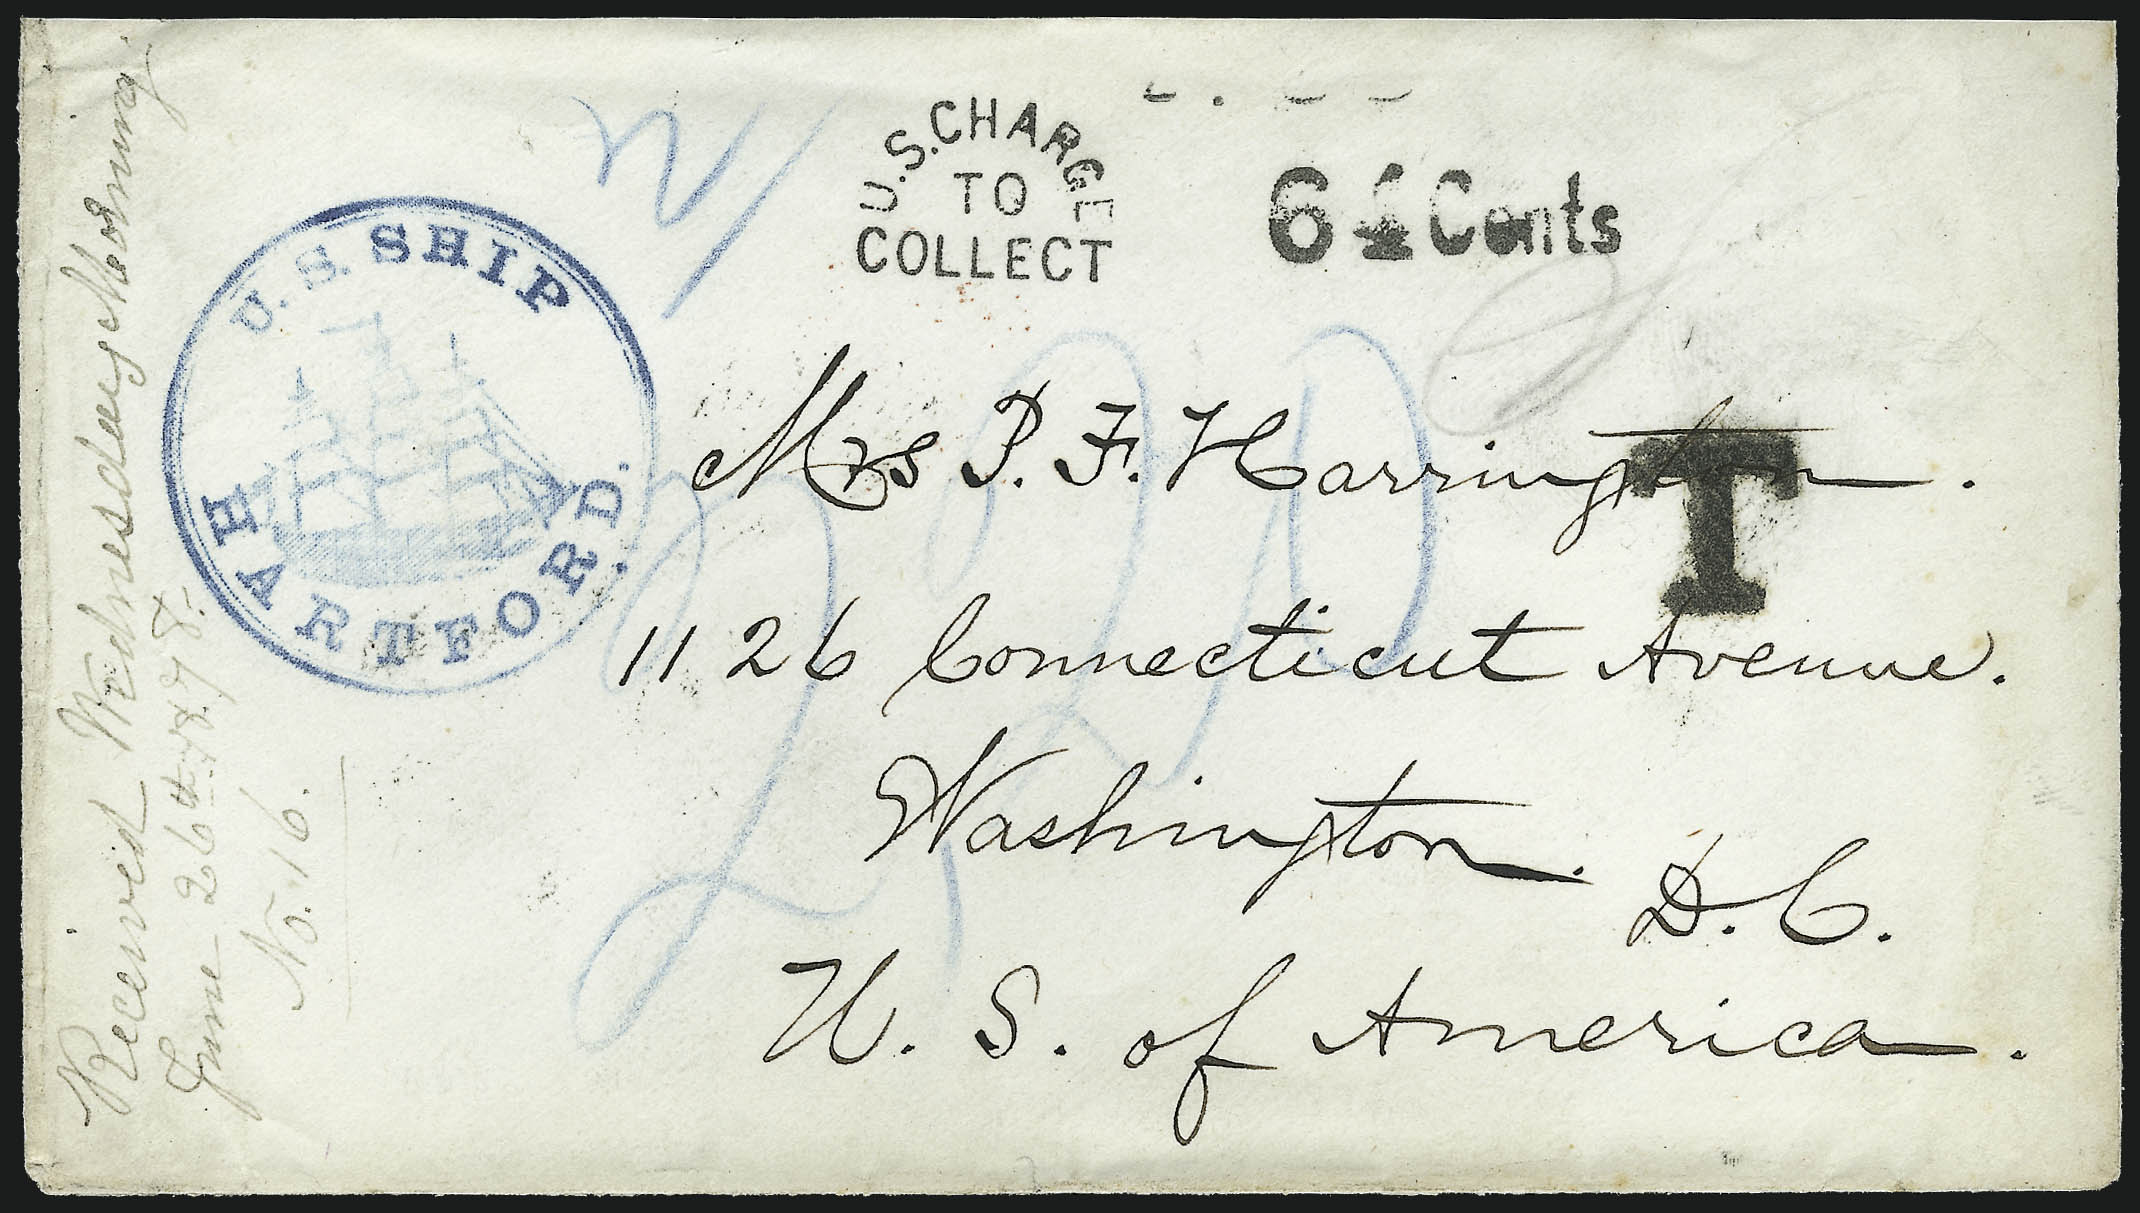 Received Wednesday Morning
June 26th 1878.
No. 16.
U.S. SHIP
HARTFORD.
U.S. CHARGE
TO
COLLECT
Cents
T
Mrs P. F. Harrington.
1126 Connecticut Avenue.
Washington.
D. C.
U. S. of America.